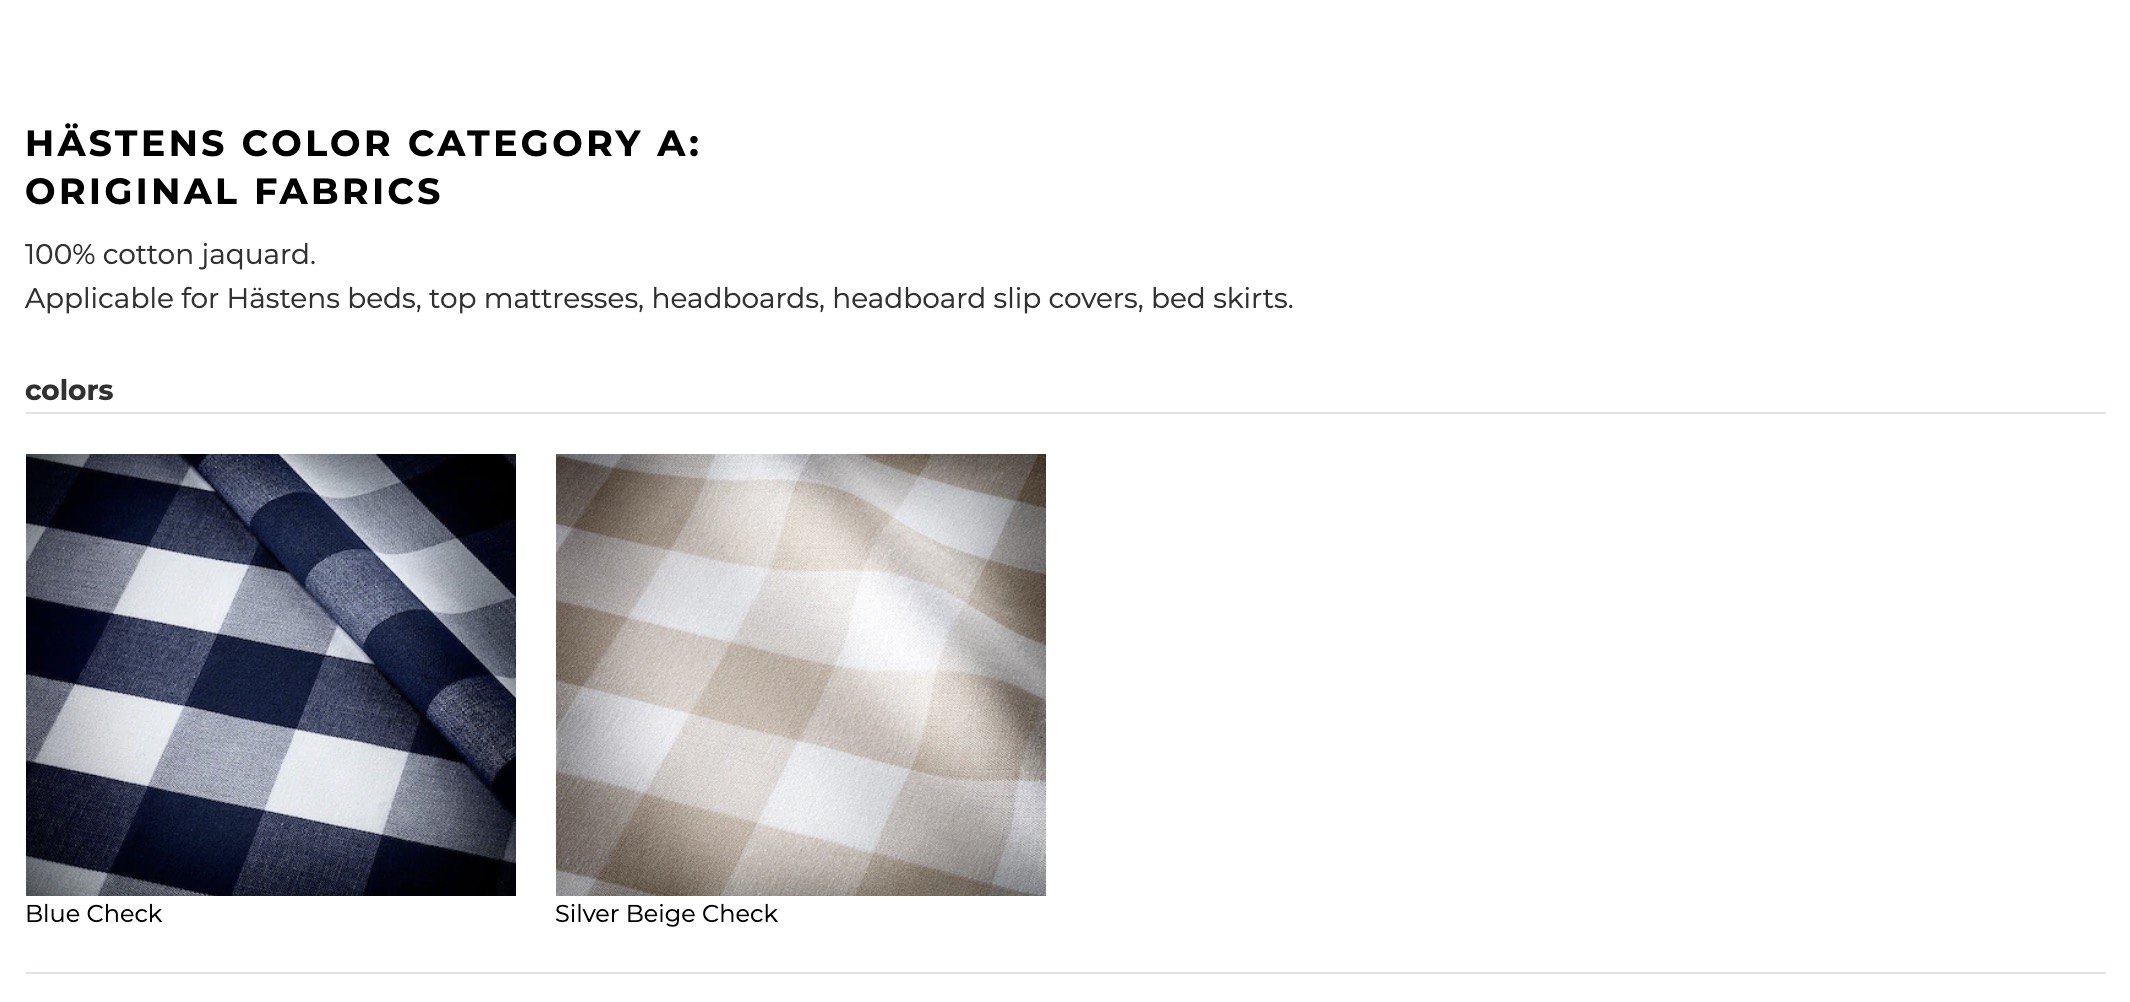 HÄSTENS COLOR CATEGORY A:
ORIGINAL FABRICS
100% cotton jaquard.
Applicable for Hästens beds, top mattresses, headboards, headboard slip covers, bed skirts.
colors
Blue Check
Silver Beige Check